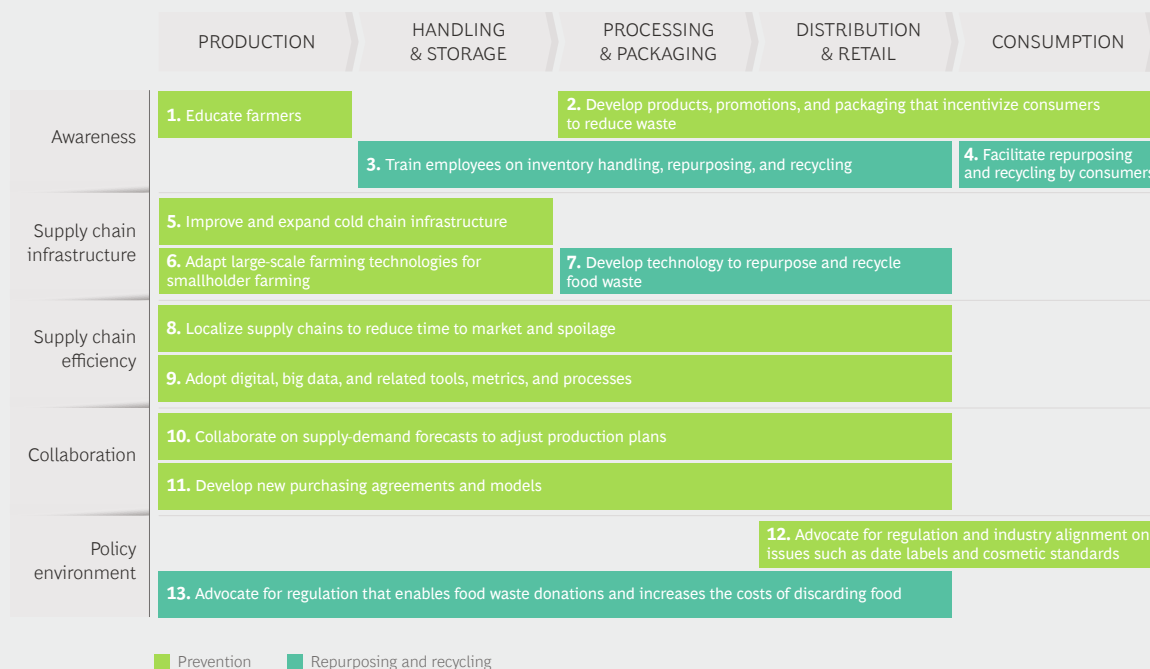 PRODUCTION
HANDLING
& STORAGE
PROCESSING
& PACKAGING
DISTRIBUTION
& RETAIL
CONSUMPTION
Awareness
1. Educate farmers
2. Develop products, promotions, and packaging that incentivize consumers
to reduce waste
3. Train employees on inventory handling, repurposing, and recycling
4. Facilitate repurposing
and recycling by consumers
Supply chain
infrastructure
5. Improve and expand cold chain infrastructure
6. Adapt large-scale farming technologies for
smallholder farming
7. Develop technology to repurpose and recycle
food waste
Supply chain
efficiency
8. Localize supply chains to reduce time to market and spoilage
9. Adopt digital, big data, and related tools, metrics, and processes
Collaboration
10. Collaborate on supply-demand forecasts to adjust production plans
11. Develop new purchasing agreements and models
Policy
environment
12. Advocate for regulation and industry alignment on
issues such as date labels and cosmetic standards
13. Advocate for regulation that enables food waste donations and increases the costs of discarding food
Prevention
Repurposing and recycling